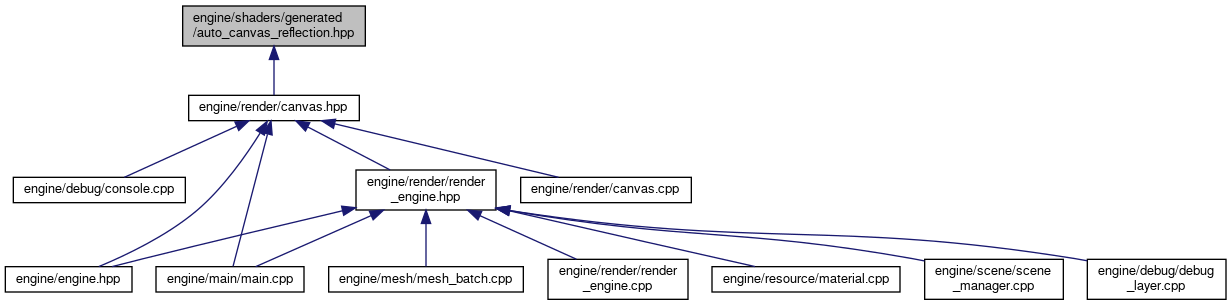 engine/shaders/generated
/auto_canvas_reflection.hpp
engine/render/canvas.hpp
engine/debug/console.cpp
engine/render/render
_engine.hpp
engine/render/canvas.cpp
engine/engine.hpp
engine/main/main.cpp
engine/mesh/mesh_batch.cpp
engine/render/render
_engine.cpp
engine/resource/material.cpp
engine/scene/scene
_manager.cpp
engine/debug/debug
_layer.cpp